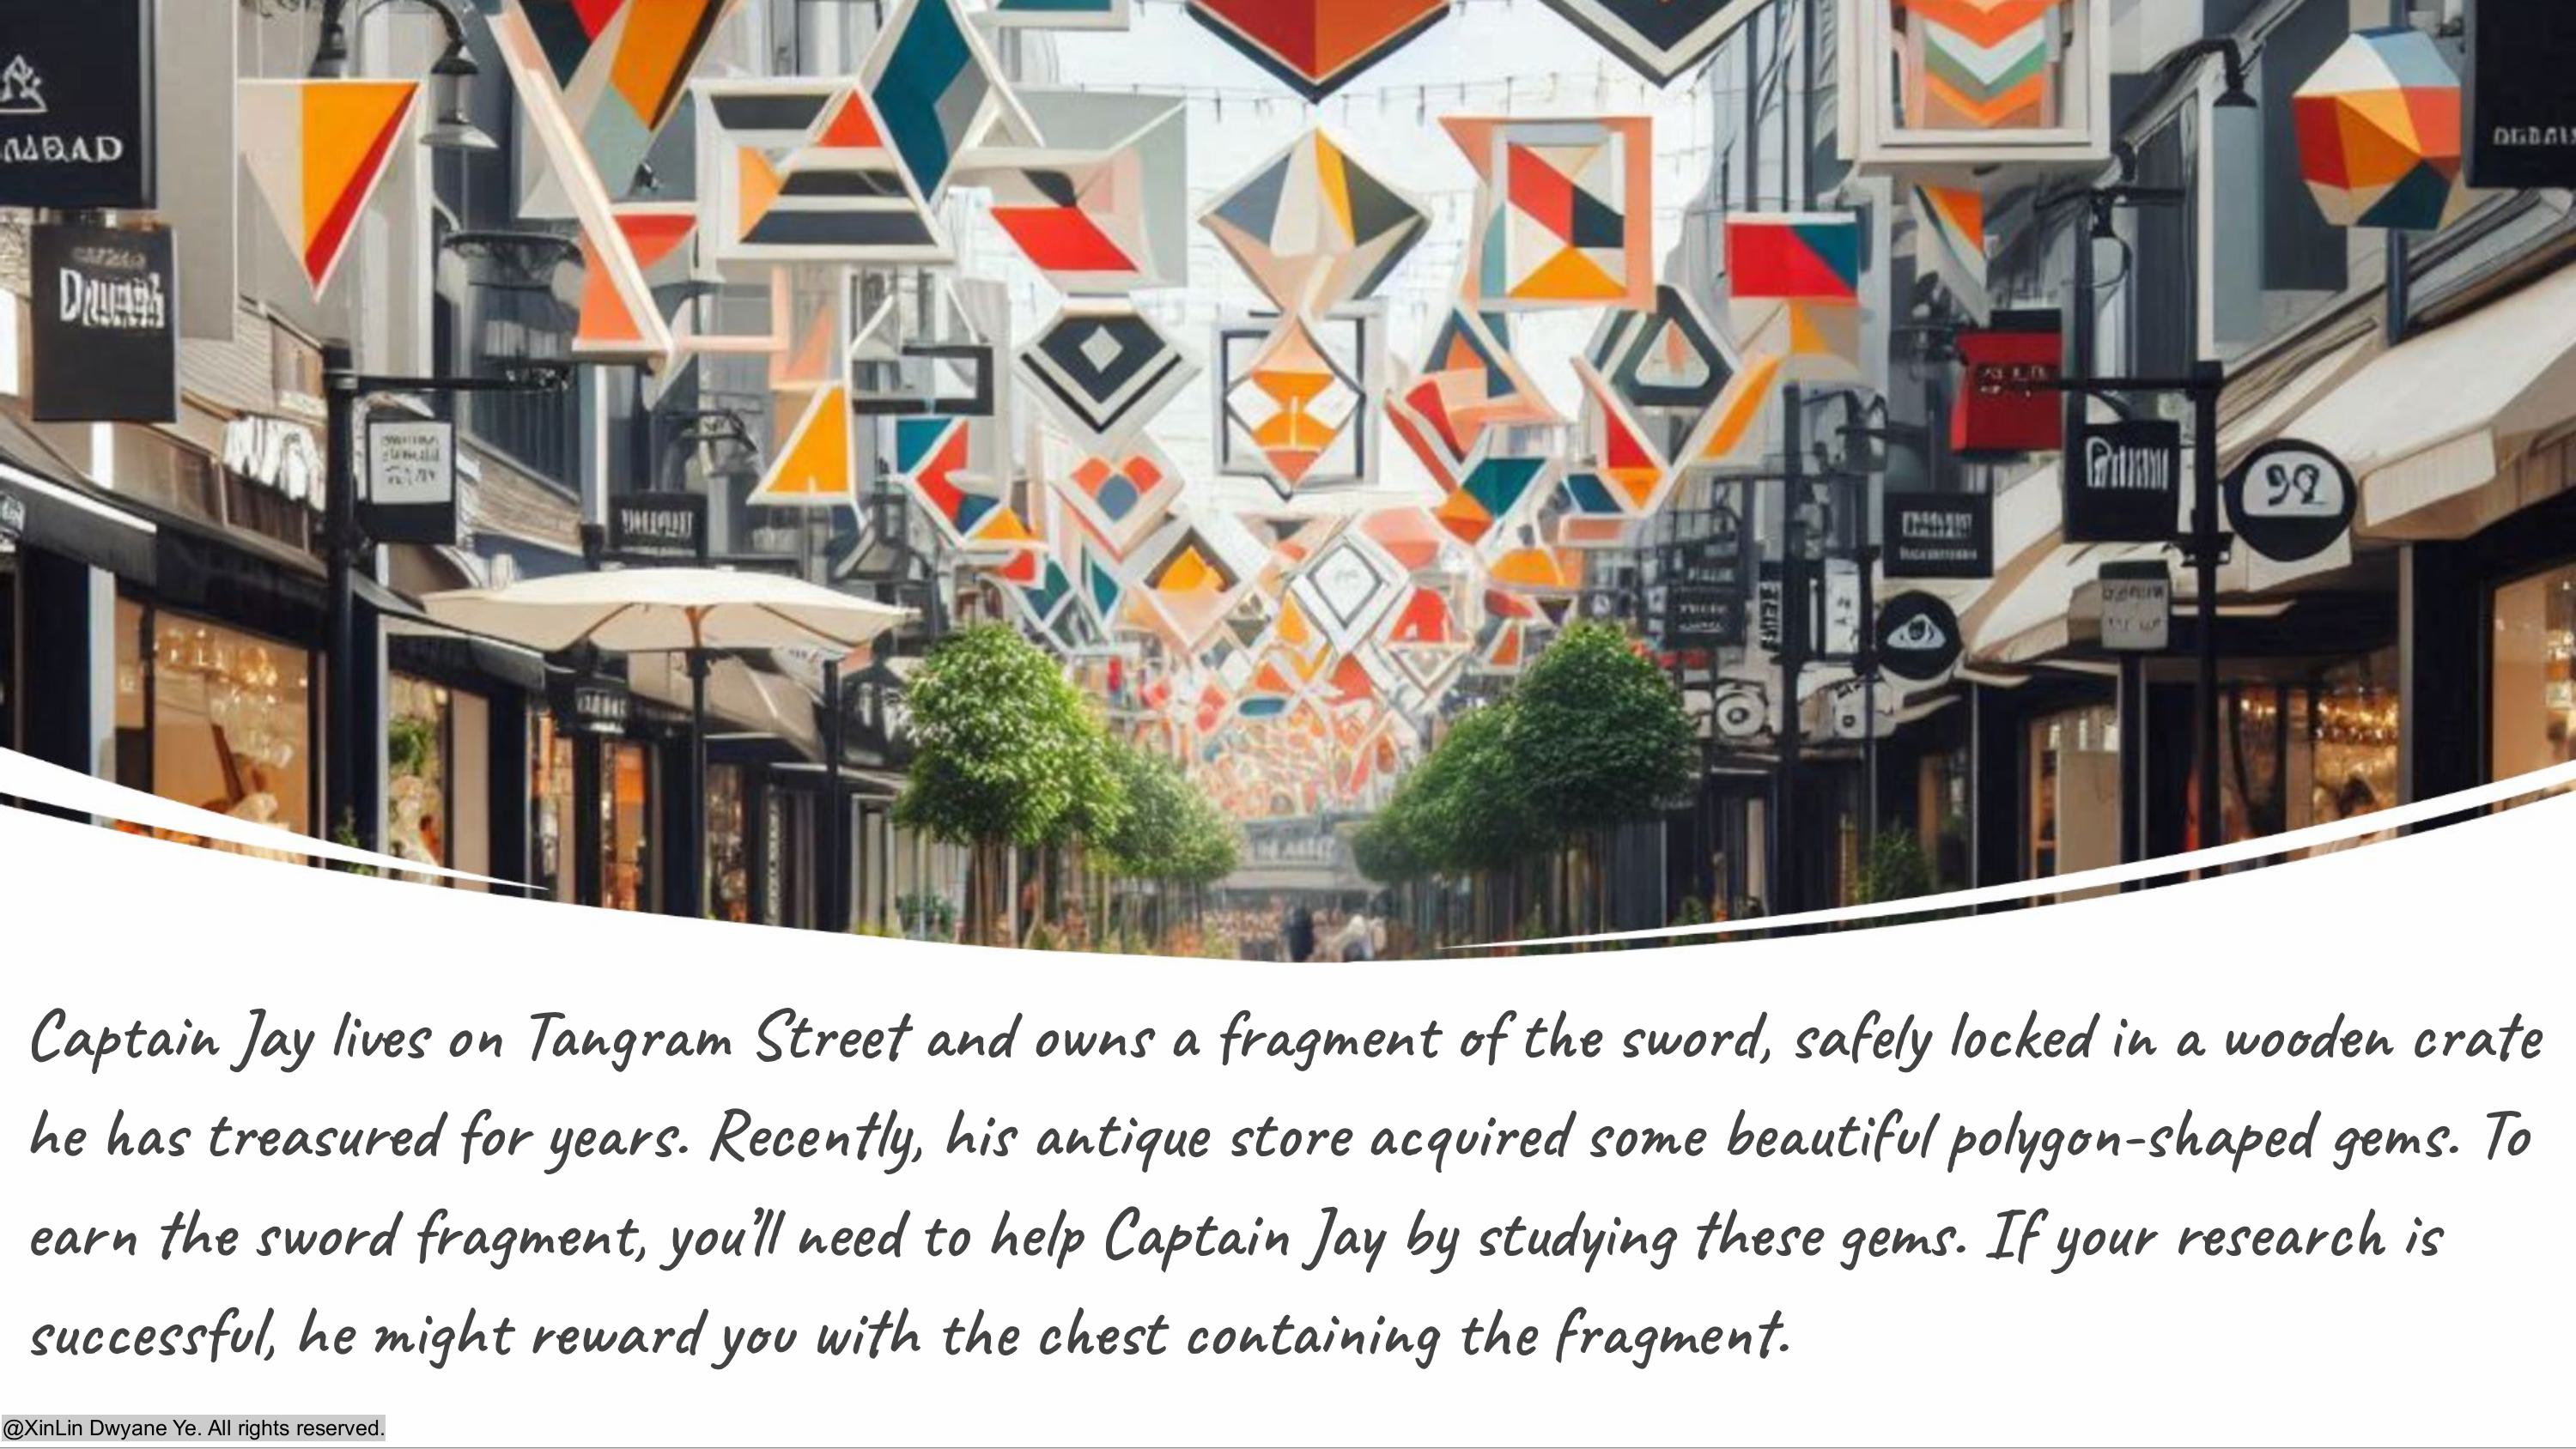 Captain Jay lives on Tangram Street and owns a fragment of the sword, safely locked in a wooden crate
he has treasured for years. Recently, his antique store acquired some beautiful polygon-shaped gems. To
earn the sword fragment, you'll need to help Captain Jay by studying these gems. If your research is
successful, he might reward you with the chest containing the fragment.
@XinLin Dwyane Ye. All rights reserved.